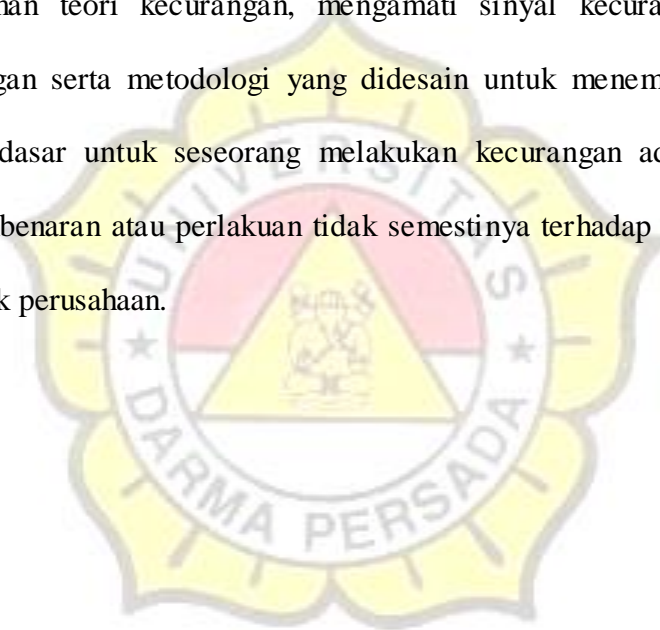 man teori kecurangan, mengamati sinyal kecura
gan serta metodologi yang didesain untuk menem
dasar untuk seseorang melakukan kecurangan ad
benaran atau perlakuan tidak semestinya terhadap
k perusahaan.
UNIVERSITAS
DARMA PERSADA